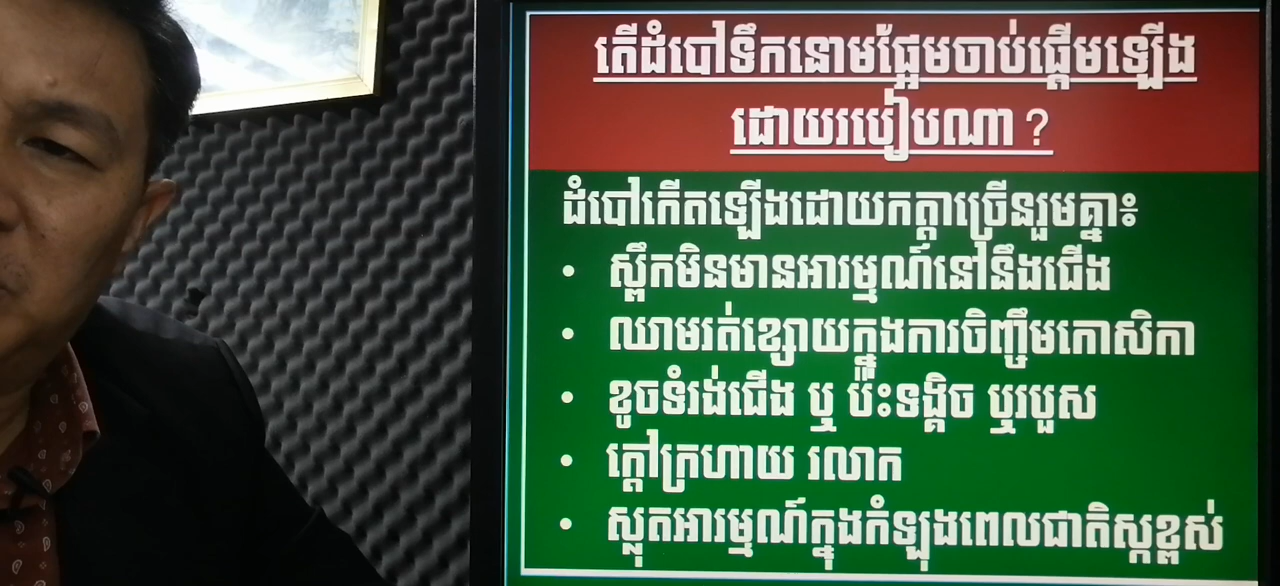 តើដំបៅទឹកនោមផ្អែមចាប់ផ្តើមឡើង
ដោយរបៀបណា ?
ដំបៅកើតឡើងដោយកត្តាច្រើនរួមគ្នា៖
• ស្ពឹកមិនមានអារម្មណ៍នៅនឹងជើង
• ឈាមរត់ខ្សោយក្នុងការចិញ្ចឹមកោសិកា
• ខូចទំរង់ជើង ឬ ប៉ះទង្គិច ឬរបួស
• ក្តៅក្រហាយ រលាក
• ស្លុតអារម្មណ៍ក្នុងកំឡុងពេលជាតិស្ករខ្ពស់